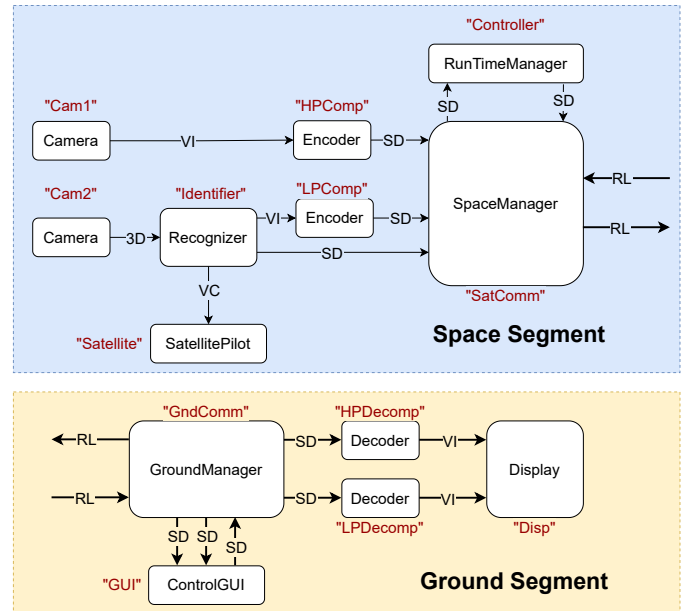 "Controller"
RunTimeManager
SD
SD
"Cam1"
"HPComp"
Camera
VI
Encoder
SD
"Cam2"
"Identifier"
"LPComp"
SpaceManager
RL
Camera
3D
Recognizer
VI
Encoder
SD
RL
SD
VC
"SatComm"
"Satellite"
SatellitePilot
Space Segment
"GndComm"
"HPDecomp"
RL
GroundManager
SD
Decoder
VI
Display
RL
SD
Decoder
VI
"LPDecomp"
"Disp"
SD
SD
SD
"GUI"
ControlGUI
Ground Segment